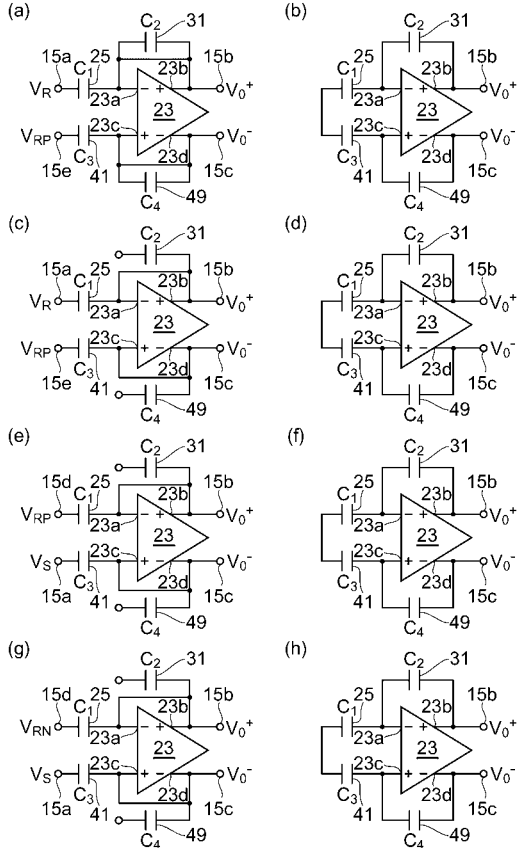 (a)
C2 31
15a 25 15b
C1 23b
VR 23a − + V0+
23
VRP 23c + − V0−
23d
15e C3 15c
41 49
C4
(b)
C2 31
25 15b
C1 23b
23a − + V0+
23
23c + − V0−
23d
C3 15c
41 49
C4
(c)
C2 31
15a 25 15b
C1 23b
VR 23a − + V0+
23
VRP 23c + − V0−
23d
15e C3 15c
41 49
C4
(d)
C2 31
25 15b
C1 23b
23a − + V0+
23
23c + − V0−
23d
C3 15c
41 49
C4
(e)
C2 31
15d 25 15b
C1 23b
VRP 23a − + V0+
23
VS 23c + − V0−
23d
15a C3 15c
41 49
C4
(f)
C2 31
25 15b
C1 23b
23a − + V0+
23
23c + − V0−
23d
C3 15c
41 49
C4
(g)
C2 31
15d 25 15b
C1 23b
VRN 23a − + V0+
23
VS 23c + − V0−
23d
15a C3 15c
41 49
C4
(h)
C2 31
25 15b
C1 23b
23a − + V0+
23
23c + − V0−
23d
C3 15c
41 49
C4